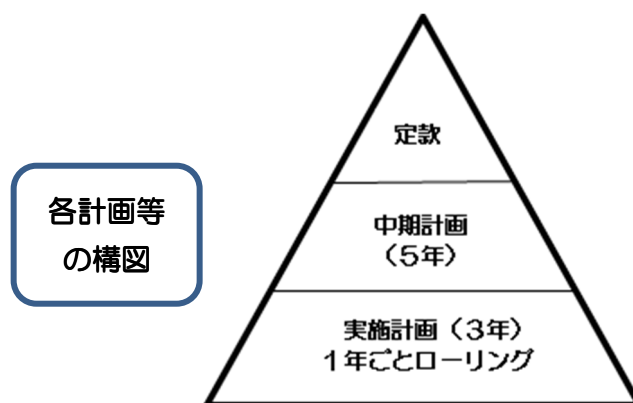 各計画等
の構図
定款
中期計画
（５年）
実施計画（３年）
１年ごとローリング